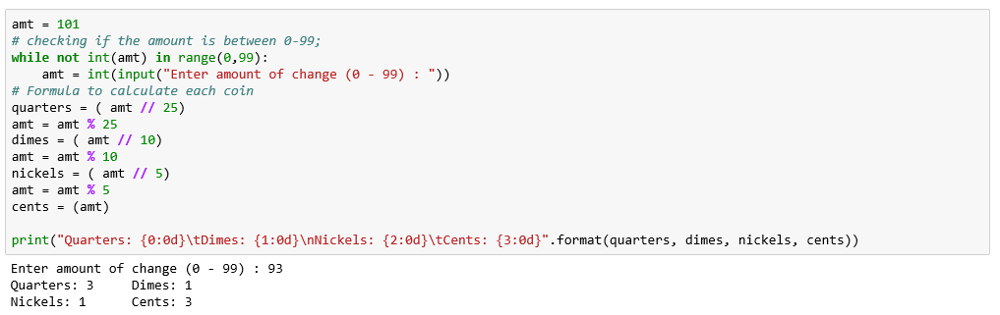 amt = 101
# checking if the amount is between 0-99;
while not int(amt) in range(0,99):
    amt = int(input("Enter amount of change (0 - 99) : "))
# Formula to calculate each coin
quarters = ( amt // 25)
amt = amt % 25
dimes = ( amt // 10)
amt = amt % 10
nickels = ( amt // 5)
amt = amt % 5
cents = (amt)

print("Quarters: {0:0d}\tDimes: {1:0d}\nNickels: {2:0d}\tCents: {3:0d}".format(quarters, dimes, nickels, cents))
Enter amount of change (0 - 99) : 93
Quarters: 3     Dimes: 1
Nickels: 1      Cents: 3